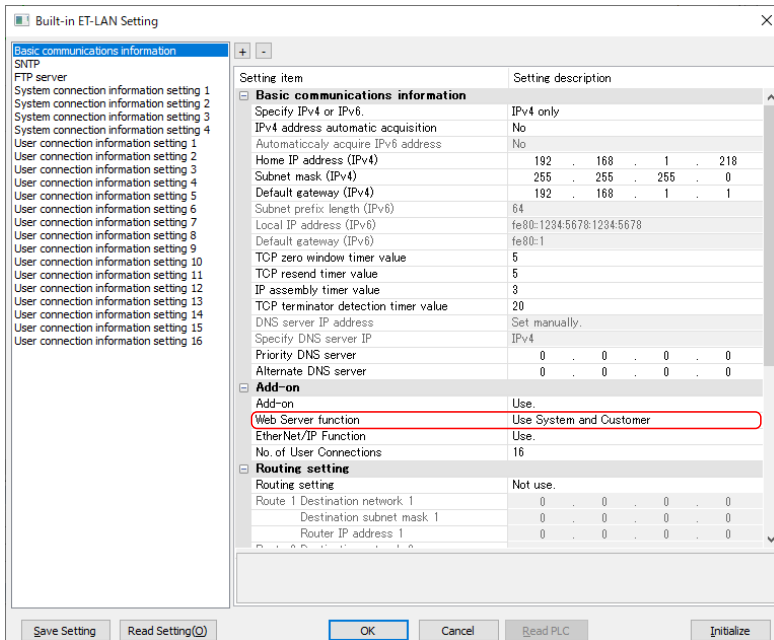 Built-in ET-LAN Setting
Basic communications information
SNTP
FTP server
System connection information setting 1
System connection information setting 2
System connection information setting 3
System connection information setting 4
User connection information setting 1
User connection information setting 2
User connection information setting 3
User connection information setting 4
User connection information setting 5
User connection information setting 6
User connection information setting 7
User connection information setting 8
User connection information setting 9
User connection information setting 10
User connection information setting 11
User connection information setting 12
User connection information setting 13
User connection information setting 14
User connection information setting 15
User connection information setting 16
+ -
Setting item Setting description
Basic communications information
Specify IPv4 or IPv6. IPv4 only
IPv4 address automatic acquisition No
Automaticcaly acquire IPv6 address No
Home IP address (IPv4) 192 . 168 . 1 . 218
Subnet mask (IPv4) 255 . 255 . 255 . 0
Default gateway (IPv4) 192 . 168 . 1 . 1
Subnet prefix length (IPv6) 64
Local IP address (IPv6) fe80::1234:5678:1234:5678
Default gateway (IPv6) fe80::1
TCP zero window timer value 5
TCP resend timer value 5
IP assembly timer value 3
TCP terminator detection timer value 20
DNS server IP address Set manually.
Specify DNS server IP IPv4
Priority DNS server 0 . 0 . 0 . 0
Alternate DNS server 0 . 0 . 0 . 0
Add-on
Add-on Use.
Web Server function Use System and Customer
EtherNet/IP Function Use.
No. of User Connections 16
Routing setting
Routing setting Not use.
Route 1 Destination network 1 0 . 0 . 0 . 0
Destination subnet mask 1 0 . 0 . 0 . 0
Router IP address 1 0 . 0 . 0 . 0
Save Setting Read Setting(O) OK Cancel Read PLC Initialize